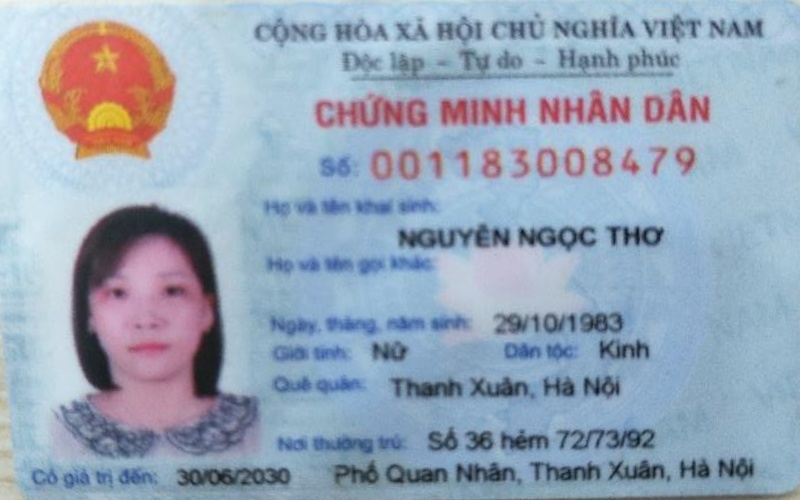 CỘNG HÒA XÃ HỘI CHỦ NGHĨA VIỆT NAM
Độc lập - Tự do - Hạnh phúc
CHỨNG MINH NHÂN DÂN
Số: 001183008479
Họ và tên khai sinh:
NGUYỄN NGỌC THƠ
Họ và tên gọi khác:
Ngày, tháng, năm sinh: 29/10/1983
Giới tính: Nữ Dân tộc: Kinh
Quê quán: Thanh Xuân, Hà Nội
Nơi thường trú: Số 36 hẻm 72/73/92
Có giá trị đến: 30/06/2030 Phố Quan Nhân, Thanh Xuân, Hà Nội